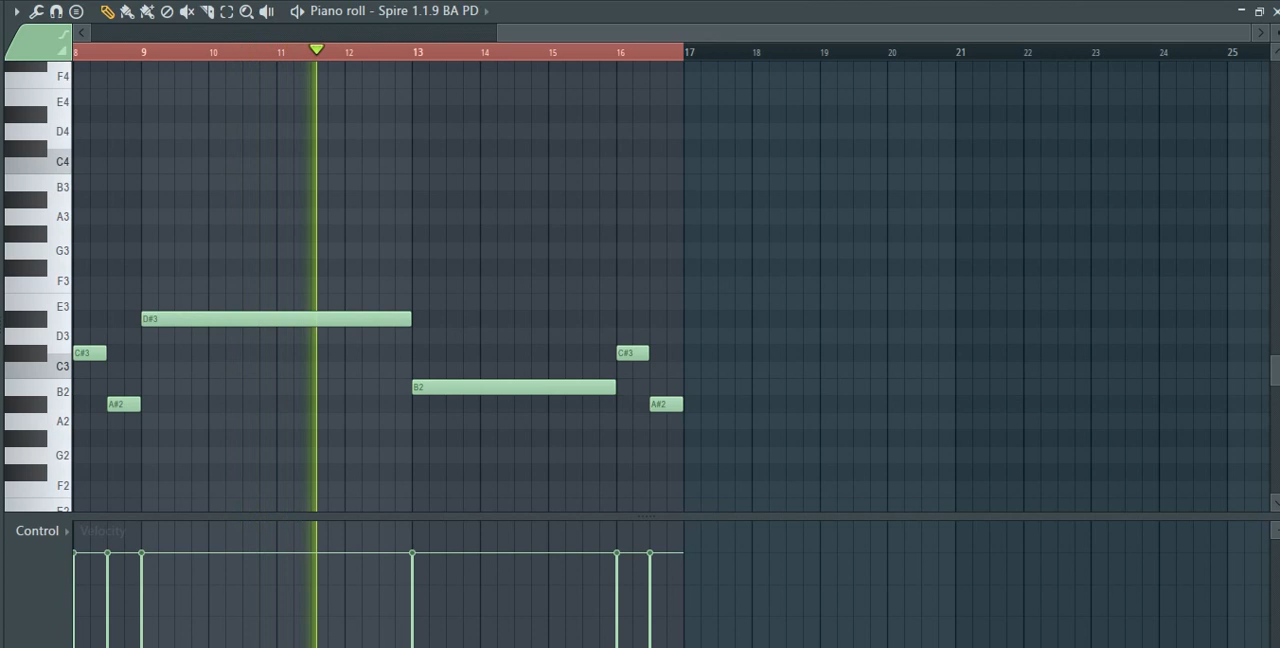 Piano roll - Spire 1.1.9 BA PD
8 9 10 11 12 13 14 15 16 17 18 19 20 21 22 23 24 25
F4
E4
D4
C4
B3
A3
G3
F3
E3
D#3
D3
C#3 C#3
C3
B2 B2
A#2 A#2
A2
G2
F2
E2
Control Velocity